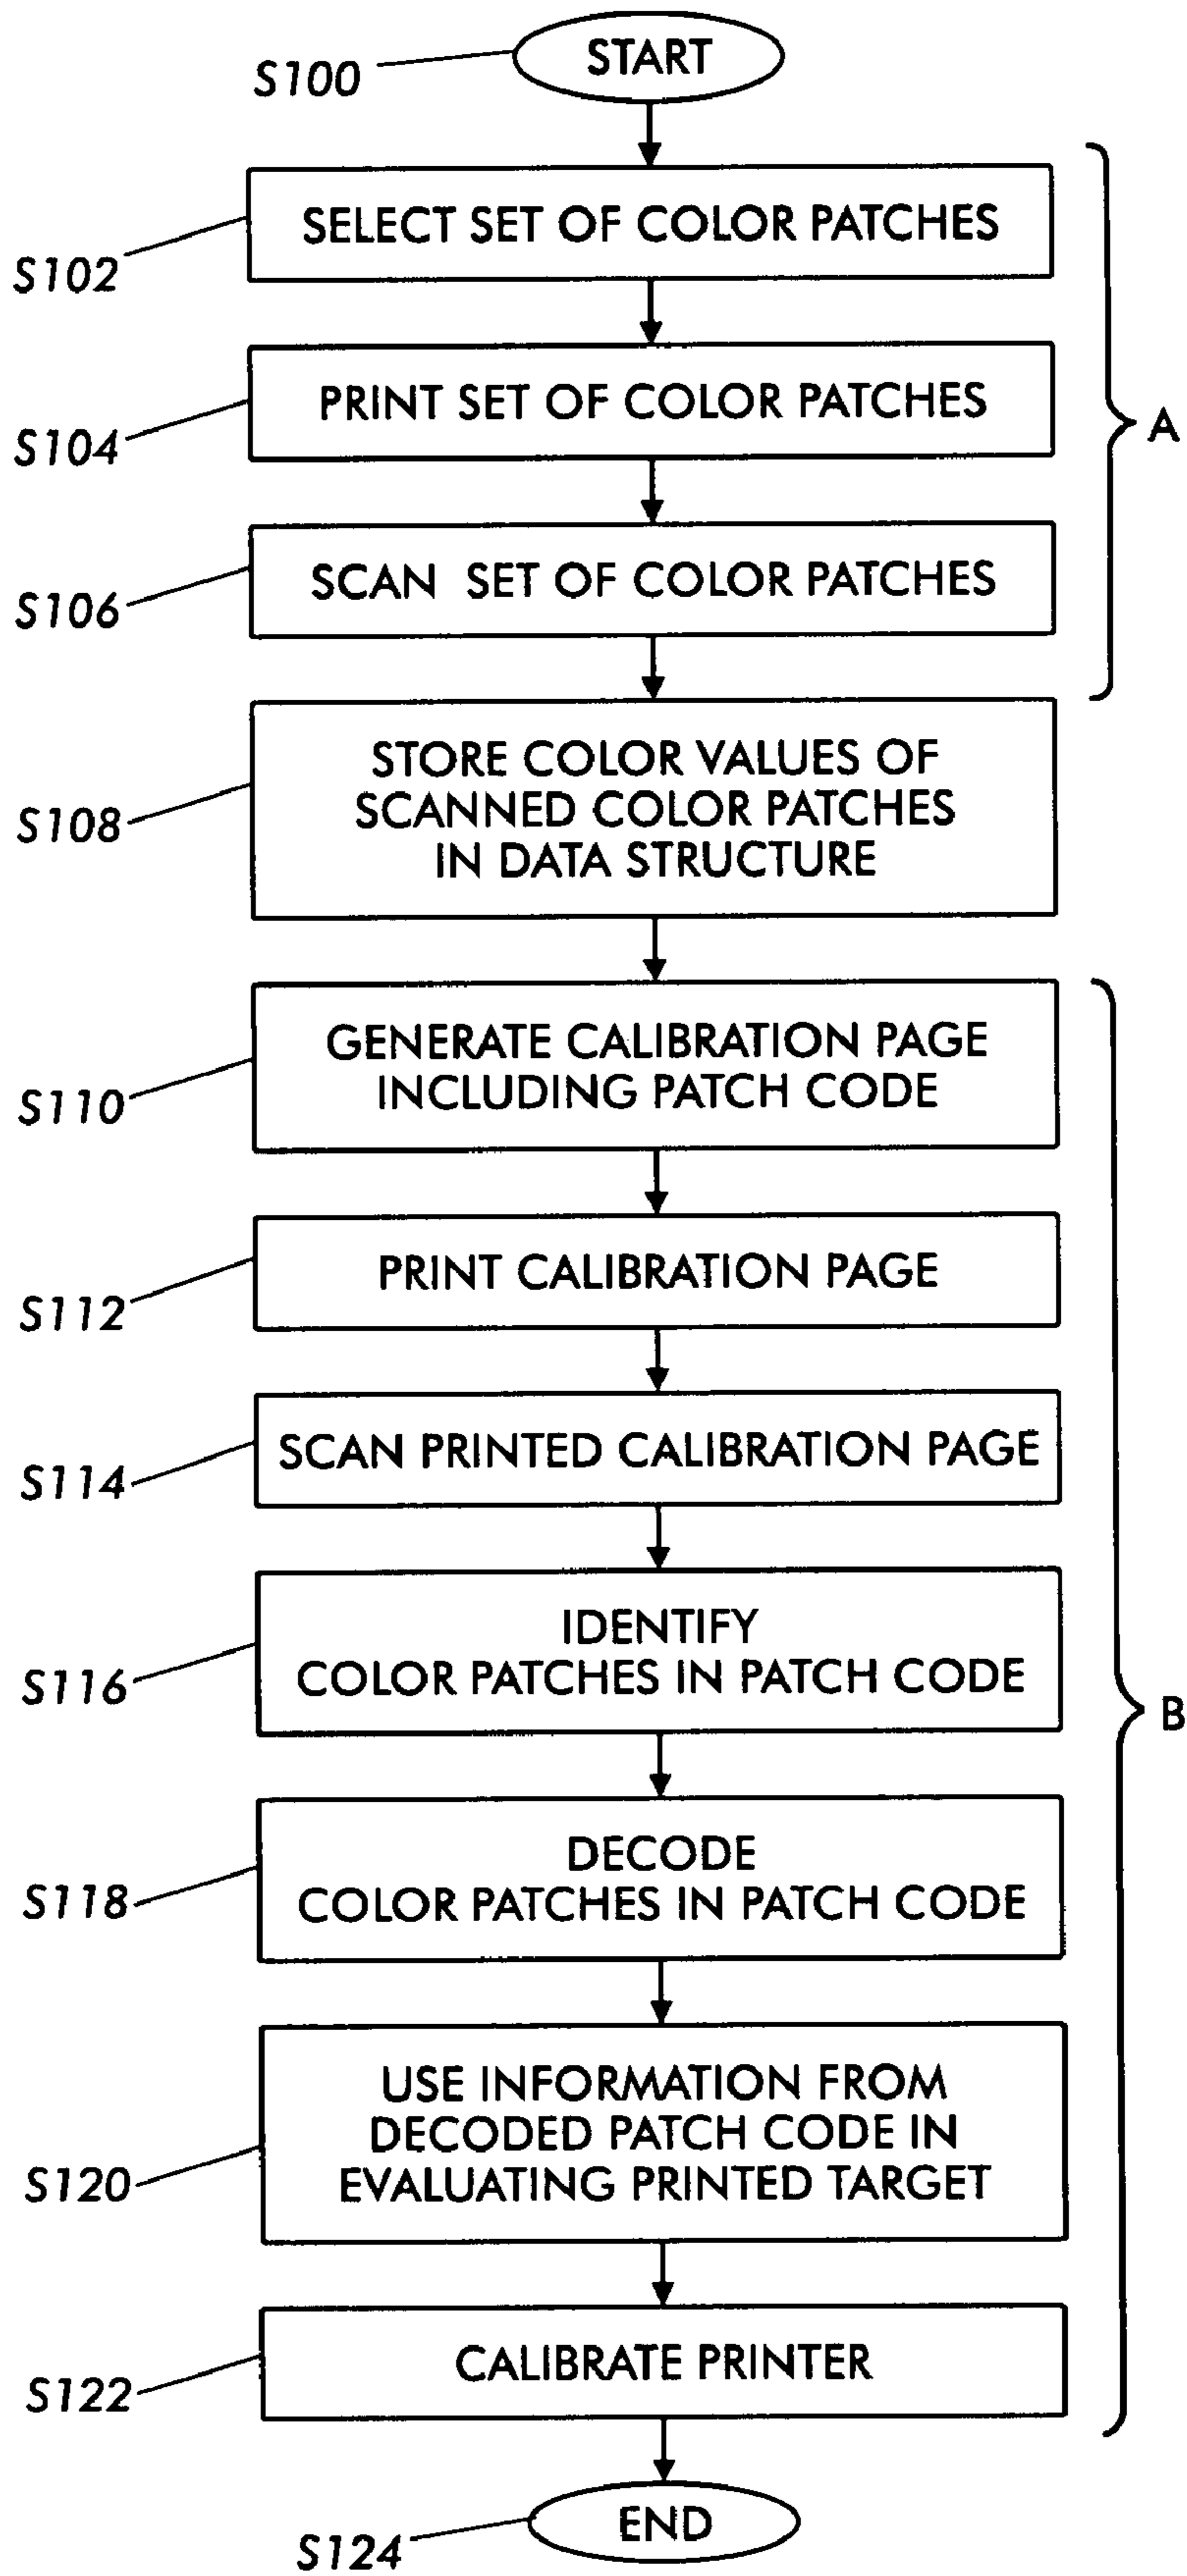 S100
START
SELECT SET OF COLOR PATCHES
S102
PRINT SET OF COLOR PATCHES
A
S104
SCAN SET OF COLOR PATCHES
S106
STORE COLOR VALUES OF
SCANNED COLOR PATCHES
IN DATA STRUCTURE
S108
GENERATE CALIBRATION PAGE
INCLUDING PATCH CODE
S110
PRINT CALIBRATION PAGE
S112
SCAN PRINTED CALIBRATION PAGE
S114
IDENTIFY
COLOR PATCHES IN PATCH CODE
S116
B
DECODE
COLOR PATCHES IN PATCH CODE
S118
USE INFORMATION FROM
DECODED PATCH CODE IN
EVALUATING PRINTED TARGET
S120
CALIBRATE PRINTER
S122
END
S124